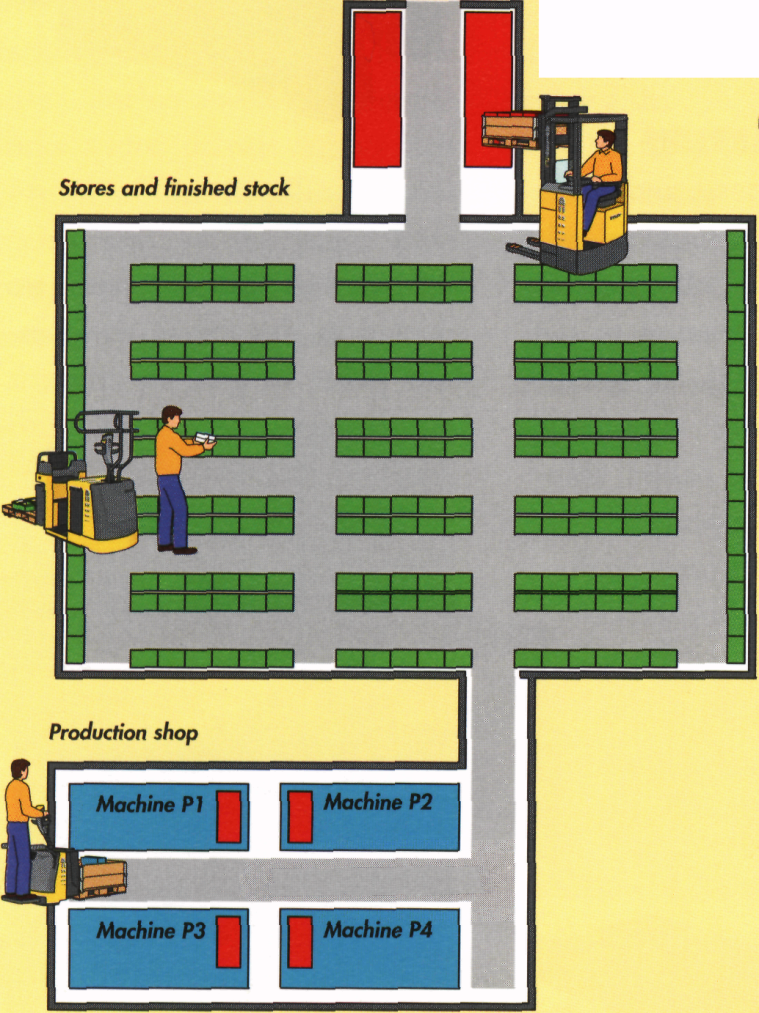 Stores and finished stock
Production shop
Machine P1
Machine P2
Machine P3
Machine P4